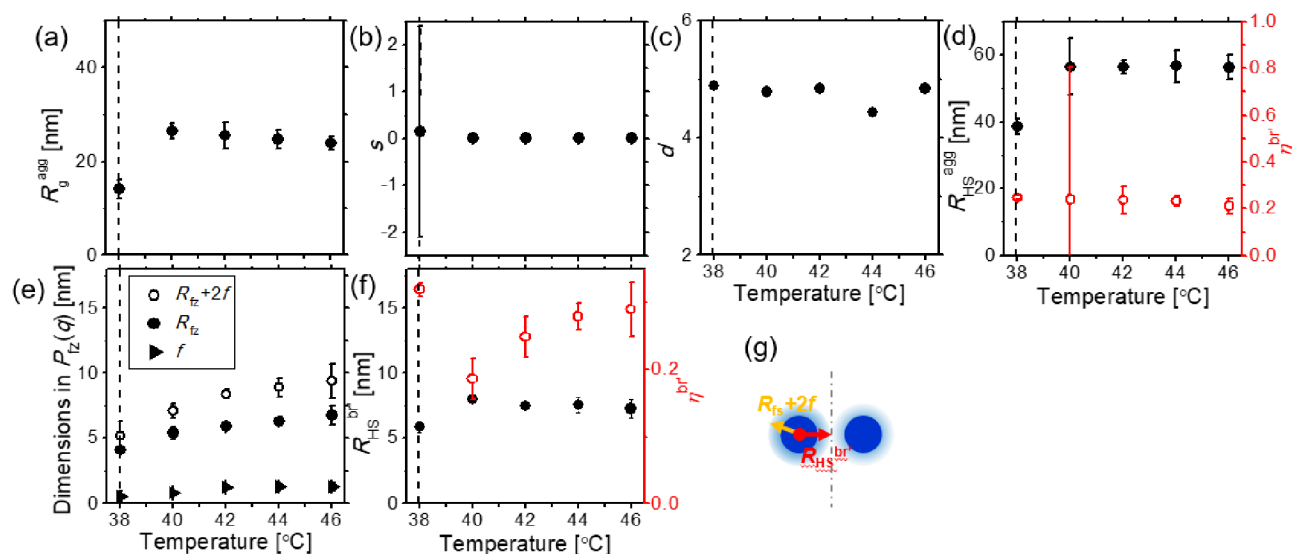 (a)
50
40
20
0
R_g^agg [nm]
(b)
2
1
0
-1
-2
s
(c)
6
4
2
d
(d)
60
40
20
0
R_HS^agg [nm]
1.0
0.8
0.6
0.4
0.2
0.0
η^br'
38 40 42 44 46
Temperature [°C]
(e)
15
10
5
0
Dimensions in P_fz(q) [nm]
R_fz+2f
R_fz
f
38 40 42 44 46
Temperature [°C]
(f)
15
10
5
0
R_HS^br' [nm]
0.2
0.0
η^br'
38 40 42 44 46
Temperature [°C]
38 40 42 44 46
Temperature [°C]
(g)
R_fs+2f
R_HS^br'